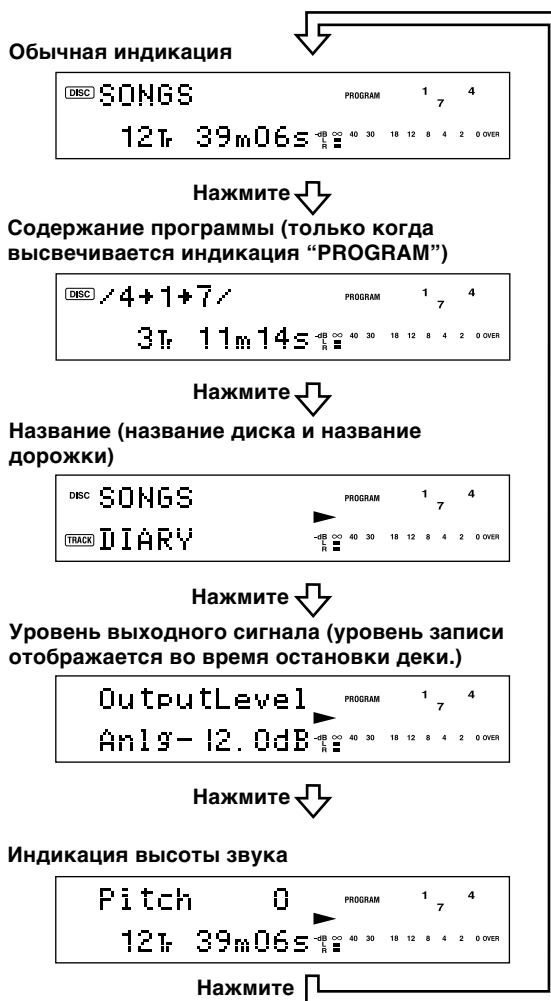 Обычная индикация
DISC SONGS PROGRAM 1 7 4
12Tr 39m06s -dB L R ∞ 40 30 18 12 8 4 2 0 OVER
Нажмите
Содержание программы (только когда
высвечивается индикация “PROGRAM”)
DISC /4→1→7/ PROGRAM 1 7 4
3Tr 11m14s -dB L R ∞ 40 30 18 12 8 4 2 0 OVER
Нажмите
Название (название диска и название
дорожки)
DISC SONGS PROGRAM 1 7 4
TRACK DIARY -dB L R ∞ 40 30 18 12 8 4 2 0 OVER
Нажмите
Уровень выходного сигнала (уровень записи
отображается во время остановки деки.)
OutputLevel PROGRAM 1 7 4
Anlg-12.0dB -dB L R ∞ 40 30 18 12 8 4 2 0 OVER
Нажмите
Индикация высоты звука
Pitch 0 PROGRAM 1 7 4
12Tr 39m06s -dB L R ∞ 40 30 18 12 8 4 2 0 OVER
Нажмите